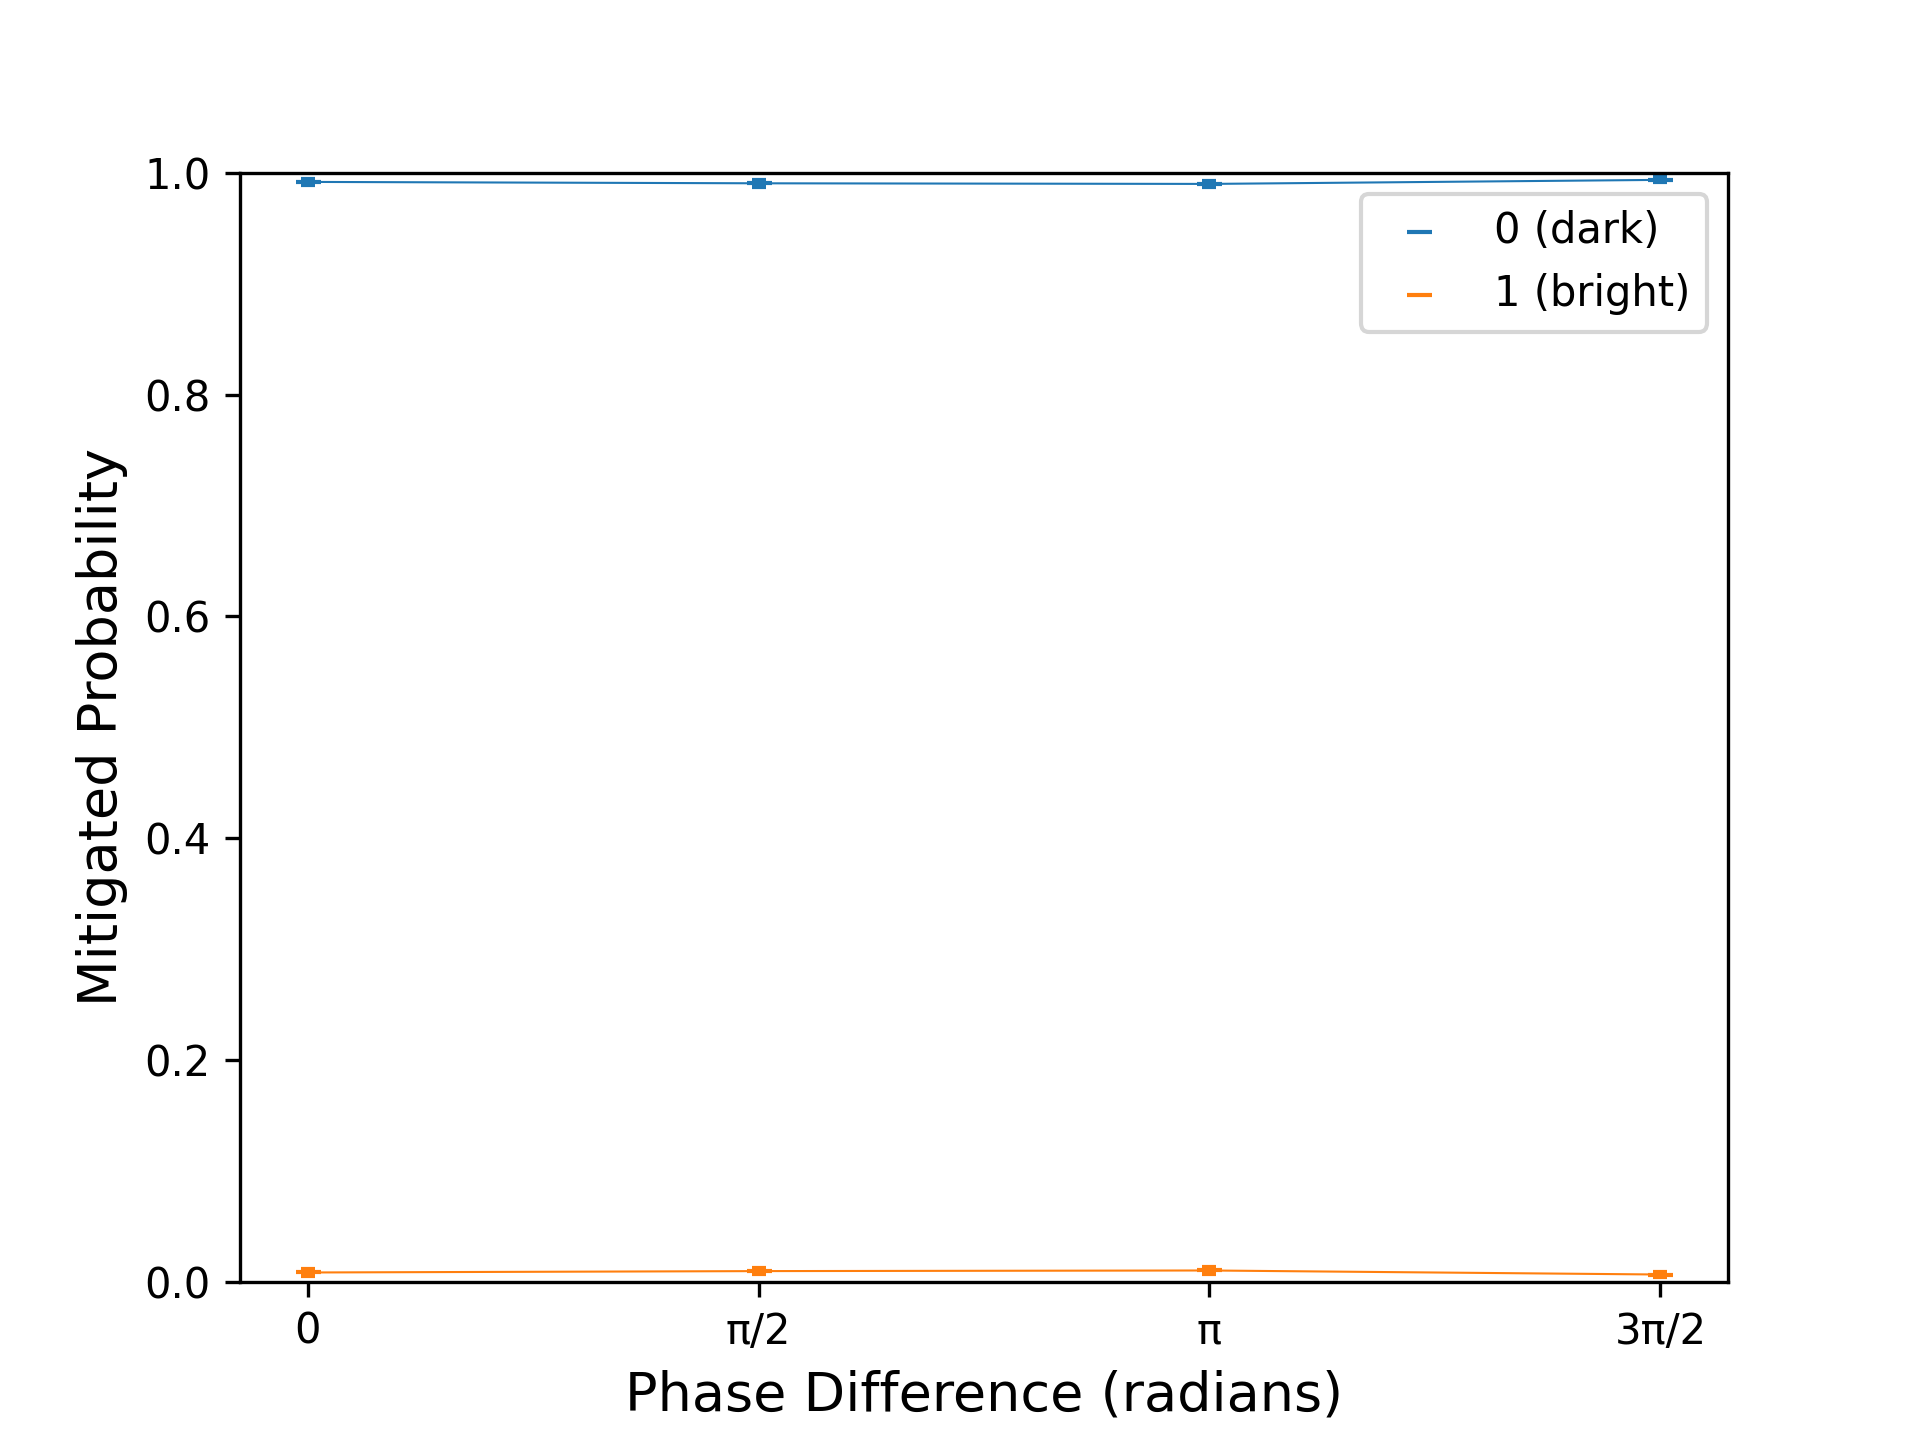 1.0
0.8
0.6
0.4
0.2
0.0
Mitigated Probability
0 (dark)
1 (bright)
0 π/2 π 3π/2
Phase Difference (radians)